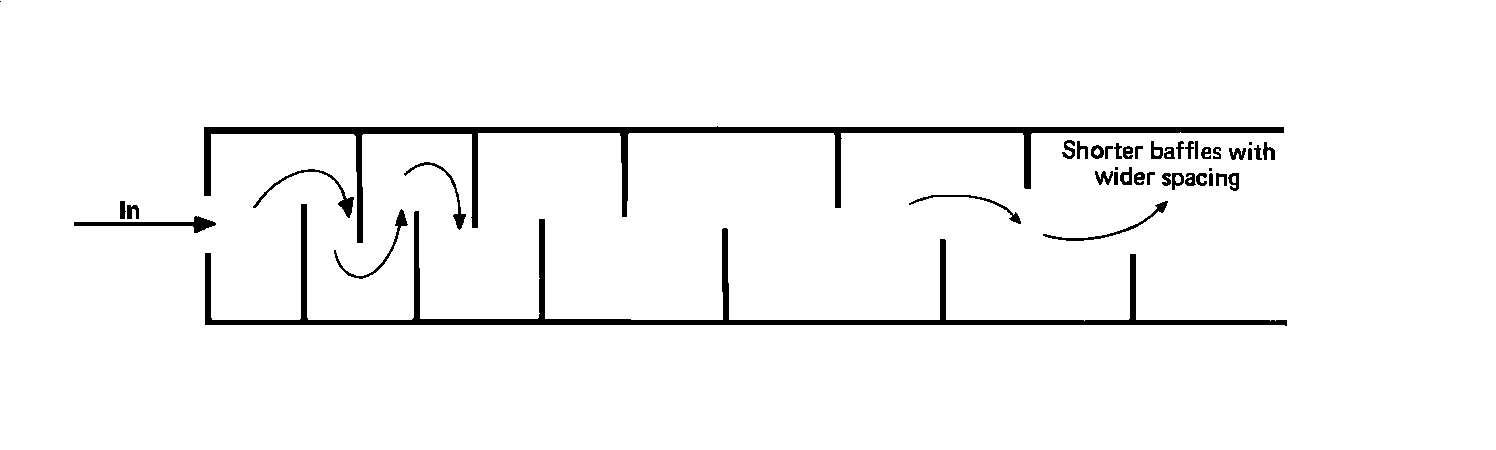 In
Shorter baffles with
wider spacing